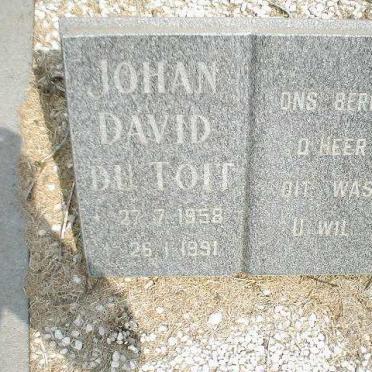 JOHAN
DAVID
DU TOIT
27.7.1958
26.1.1991
ONS BER
O HEER
DIT WAS
U WIL